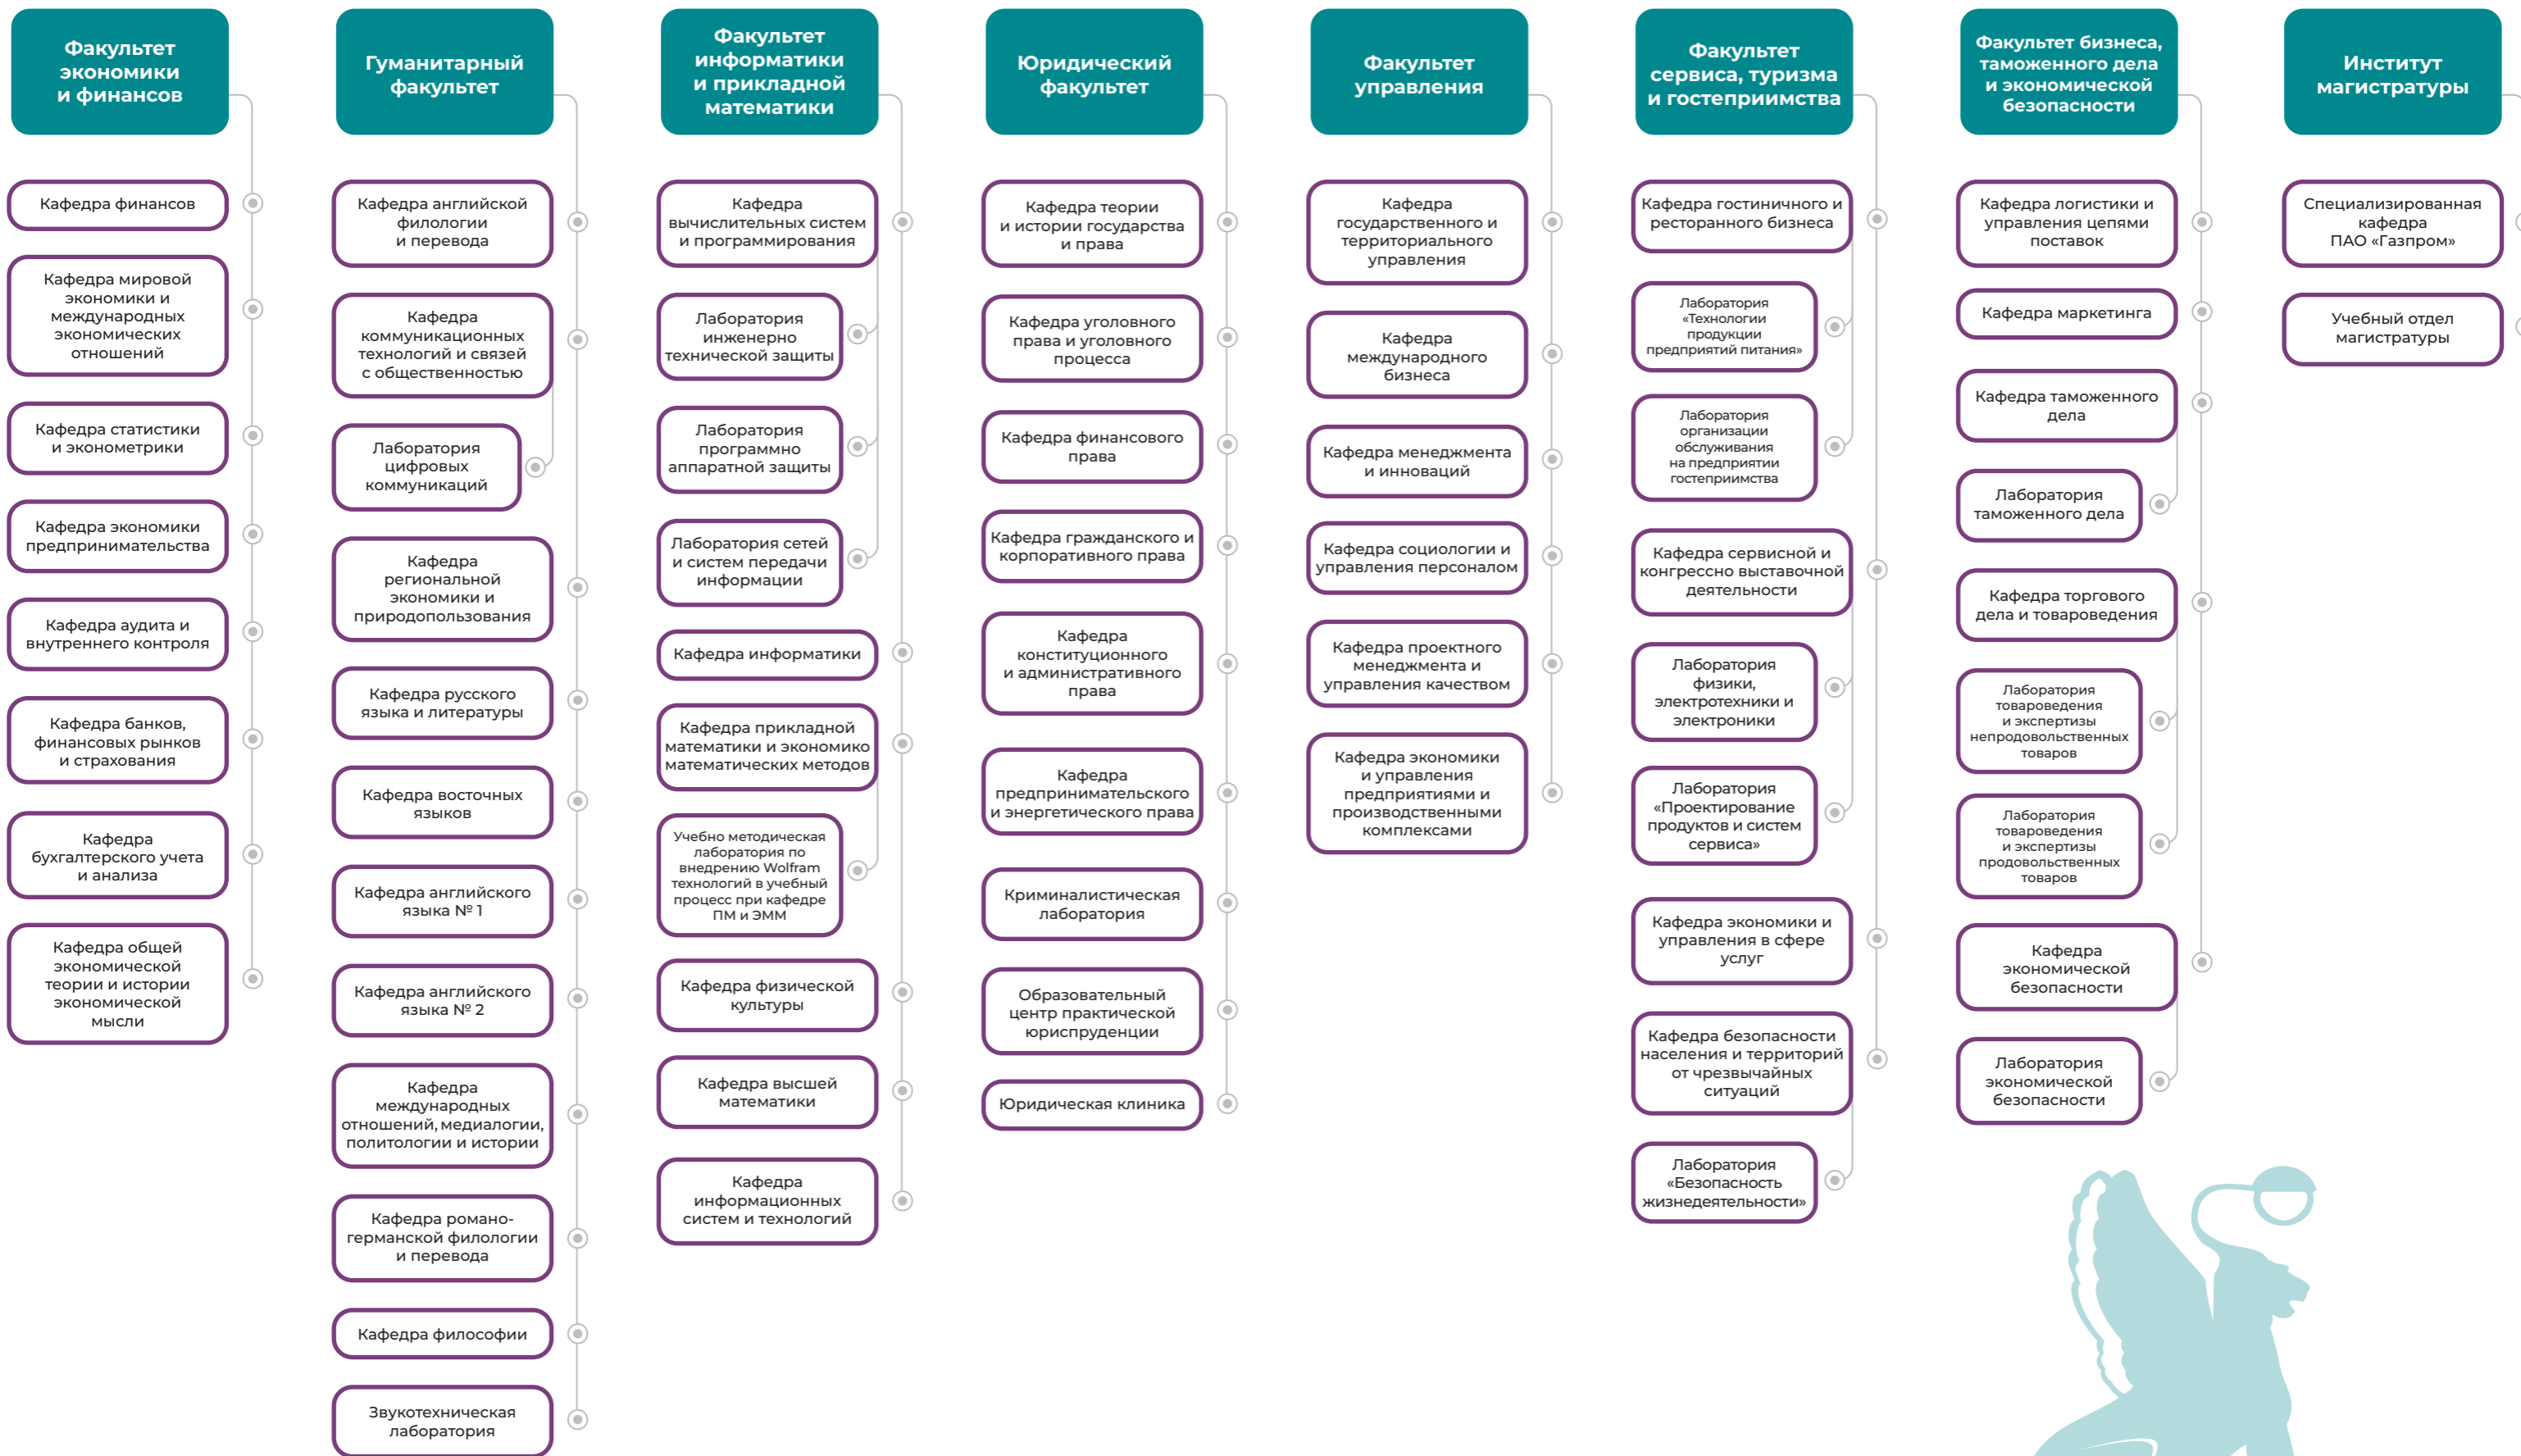 Факультет
экономики
и финансов
Кафедра финансов
Кафедра мировой
экономики и
международных
экономических
отношений
Кафедра статистики
и эконометрики
Кафедра экономики
предпринимательства
Кафедра аудита и
внутреннего контроля
Кафедра банков,
финансовых рынков
и страхования
Кафедра
бухгалтерского учета
и анализа
Кафедра общей
экономической
теории и истории
экономической
мысли
Гуманитарный
факультет
Кафедра английской
филологии
и перевода
Кафедра
коммуникационных
технологий и связей
с общественностью
Лаборатория
цифровых
коммуникаций
Кафедра
региональной
экономики и
природопользования
Кафедра русского
языка и литературы
Кафедра восточных
языков
Кафедра английского
языка № 1
Кафедра английского
языка № 2
Кафедра
международных
отношений, медиалогии,
политологии и истории
Кафедра романо-
германской филологии
и перевода
Кафедра философии
Звукотехническая
лаборатория
Факультет
информатики
и прикладной
математики
Кафедра
вычислительных систем
и программирования
Лаборатория
инженерно
технической защиты
Лаборатория
программно
аппаратной защиты
Лаборатория сетей
и систем передачи
информации
Кафедра информатики
Кафедра прикладной
математики и экономико
математических методов
Учебно методическая
лаборатория по
внедрению Wolfram
технологий в учебный
процесс при кафедре
ПМ и ЭММ
Кафедра физической
культуры
Кафедра высшей
математики
Кафедра
информационных
систем и технологий
Юридический
факультет
Кафедра теории
и истории государства
и права
Кафедра уголовного
права и уголовного
процесса
Кафедра финансового
права
Кафедра гражданского и
корпоративного права
Кафедра
конституционного
и административного
права
Кафедра
предпринимательского
и энергетического права
Криминалистическая
лаборатория
Образовательный
центр практической
юриспруденции
Юридическая клиника
Факультет
управления
Кафедра
государственного и
территориального
управления
Кафедра
международного
бизнеса
Кафедра менеджмента
и инноваций
Кафедра социологии и
управления персоналом
Кафедра проектного
менеджмента и
управления качеством
Кафедра экономики
и управления
предприятиями и
производственными
комплексами
Факультет
сервиса, туризма
и гостеприимства
Кафедра гостиничного и
ресторанного бизнеса
Лаборатория
«Технологии
продукции
предприятий питания»
Лаборатория
организации
обслуживания
на предприятии
гостеприимства
Кафедра сервисной и
конгрессно выставочной
деятельности
Лаборатория
физики,
электротехники и
электроники
Лаборатория
«Проектирование
продуктов и систем
сервиса»
Кафедра экономики и
управления в сфере
услуг
Кафедра безопасности
населения и территорий
от чрезвычайных
ситуаций
Лаборатория
«Безопасность
жизнедеятельности»
Факультет бизнеса,
таможенного дела
и экономической
безопасности
Кафедра логистики и
управления цепями
поставок
Кафедра маркетинга
Кафедра таможенного
дела
Лаборатория
таможенного дела
Кафедра торгового
дела и товароведения
Лаборатория
товароведения
и экспертизы
непродовольственных
товаров
Лаборатория
товароведения
и экспертизы
продовольственных
товаров
Кафедра
экономической
безопасности
Лаборатория
экономической
безопасности
Институт
магистратуры
Специализированная
кафедра
ПАО «Газпром»
Учебный отдел
магистратуры